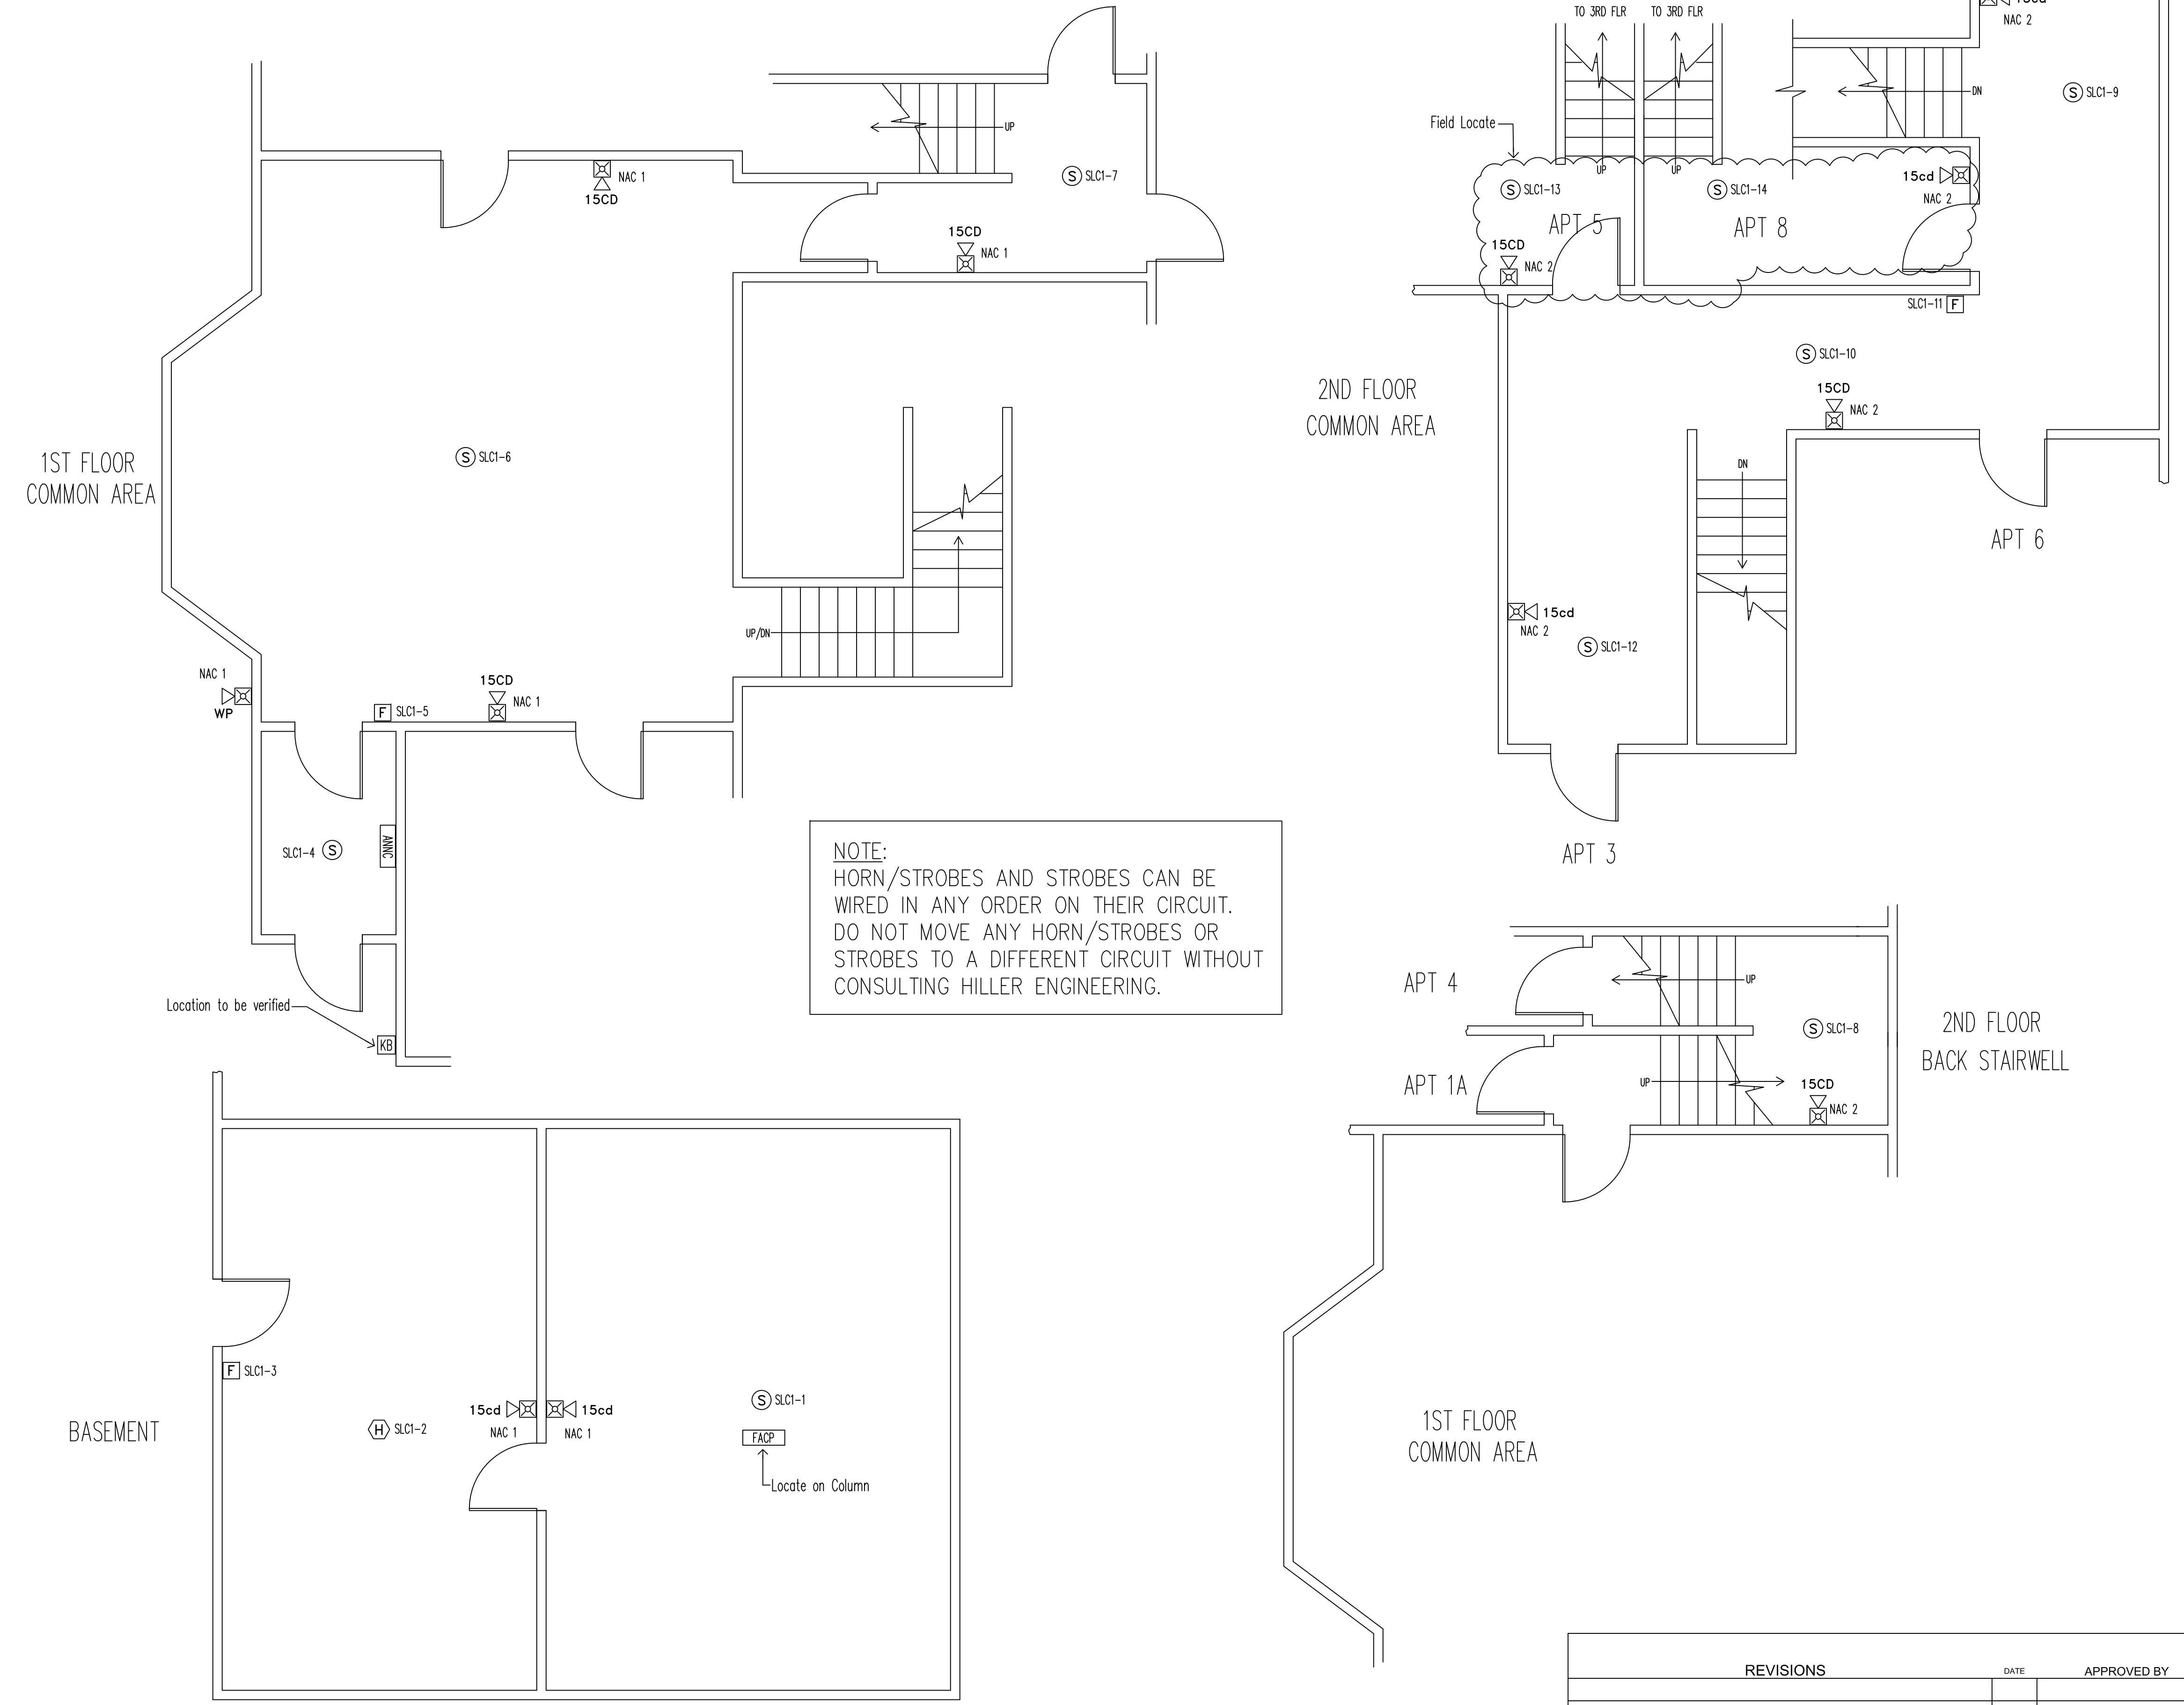 NAC 1
15CD
UP
S SLC1-7
15CD
NAC 1
1ST FLOOR
COMMON AREA
S SLC1-6
UP/DN
NAC 1
WP
F SLC1-5
15CD
NAC 1
SLC1-4 S
ANNC
Location to be verified
KB
NOTE:
HORN/STROBES AND STROBES CAN BE
WIRED IN ANY ORDER ON THEIR CIRCUIT.
DO NOT MOVE ANY HORN/STROBES OR
STROBES TO A DIFFERENT CIRCUIT WITHOUT
CONSULTING HILLER ENGINEERING.
BASEMENT
F SLC1-3
H SLC1-2
15cd
NAC 1
15cd
NAC 1
S SLC1-1
FACP
Locate on Column
TO 3RD FLR
TO 3RD FLR
15cd
NAC 2
DN
S SLC1-9
Field Locate
UP
UP
S SLC1-13
S SLC1-14
15cd
NAC 2
APT 5
APT 8
15CD
NAC 2
SLC1-11 F
S SLC1-10
2ND FLOOR
COMMON AREA
15CD
NAC 2
DN
APT 6
15cd
NAC 2
S SLC1-12
APT 3
APT 4
UP
S SLC1-8
2ND FLOOR
BACK STAIRWELL
APT 1A
UP
15CD
NAC 2
1ST FLOOR
COMMON AREA
REVISIONS
DATE
APPROVED BY